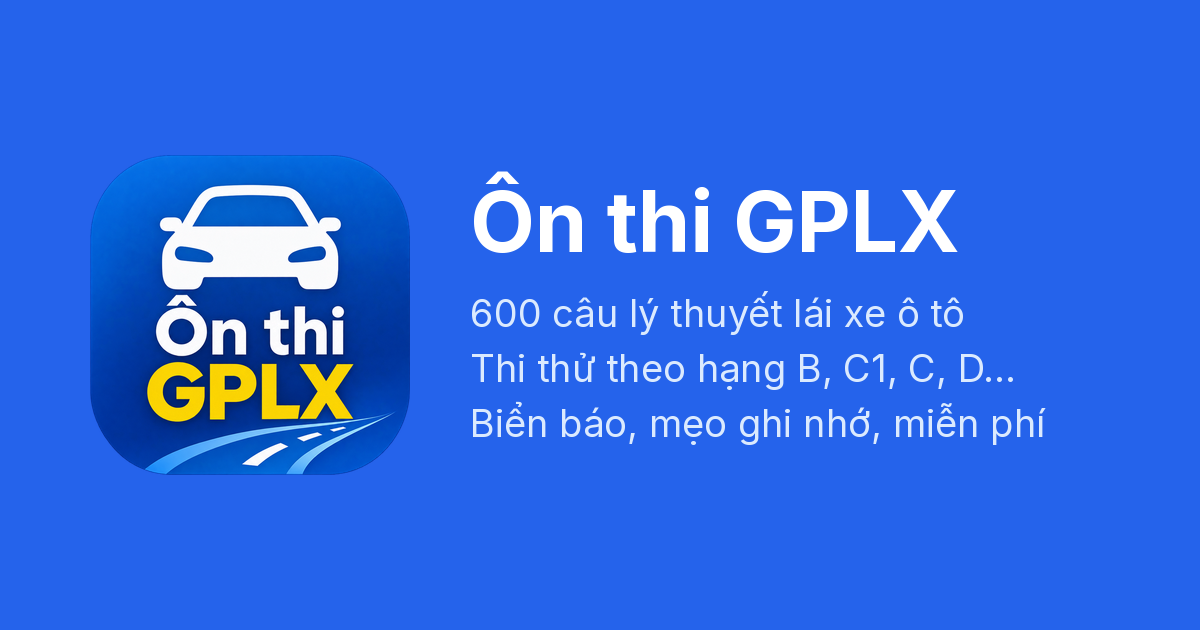 Ôn thi
GPLX
Ôn thi GPLX
600 câu lý thuyết lái xe ô tô
Thi thử theo hạng B, C1, C, D...
Biển báo, mẹo ghi nhớ, miễn phí